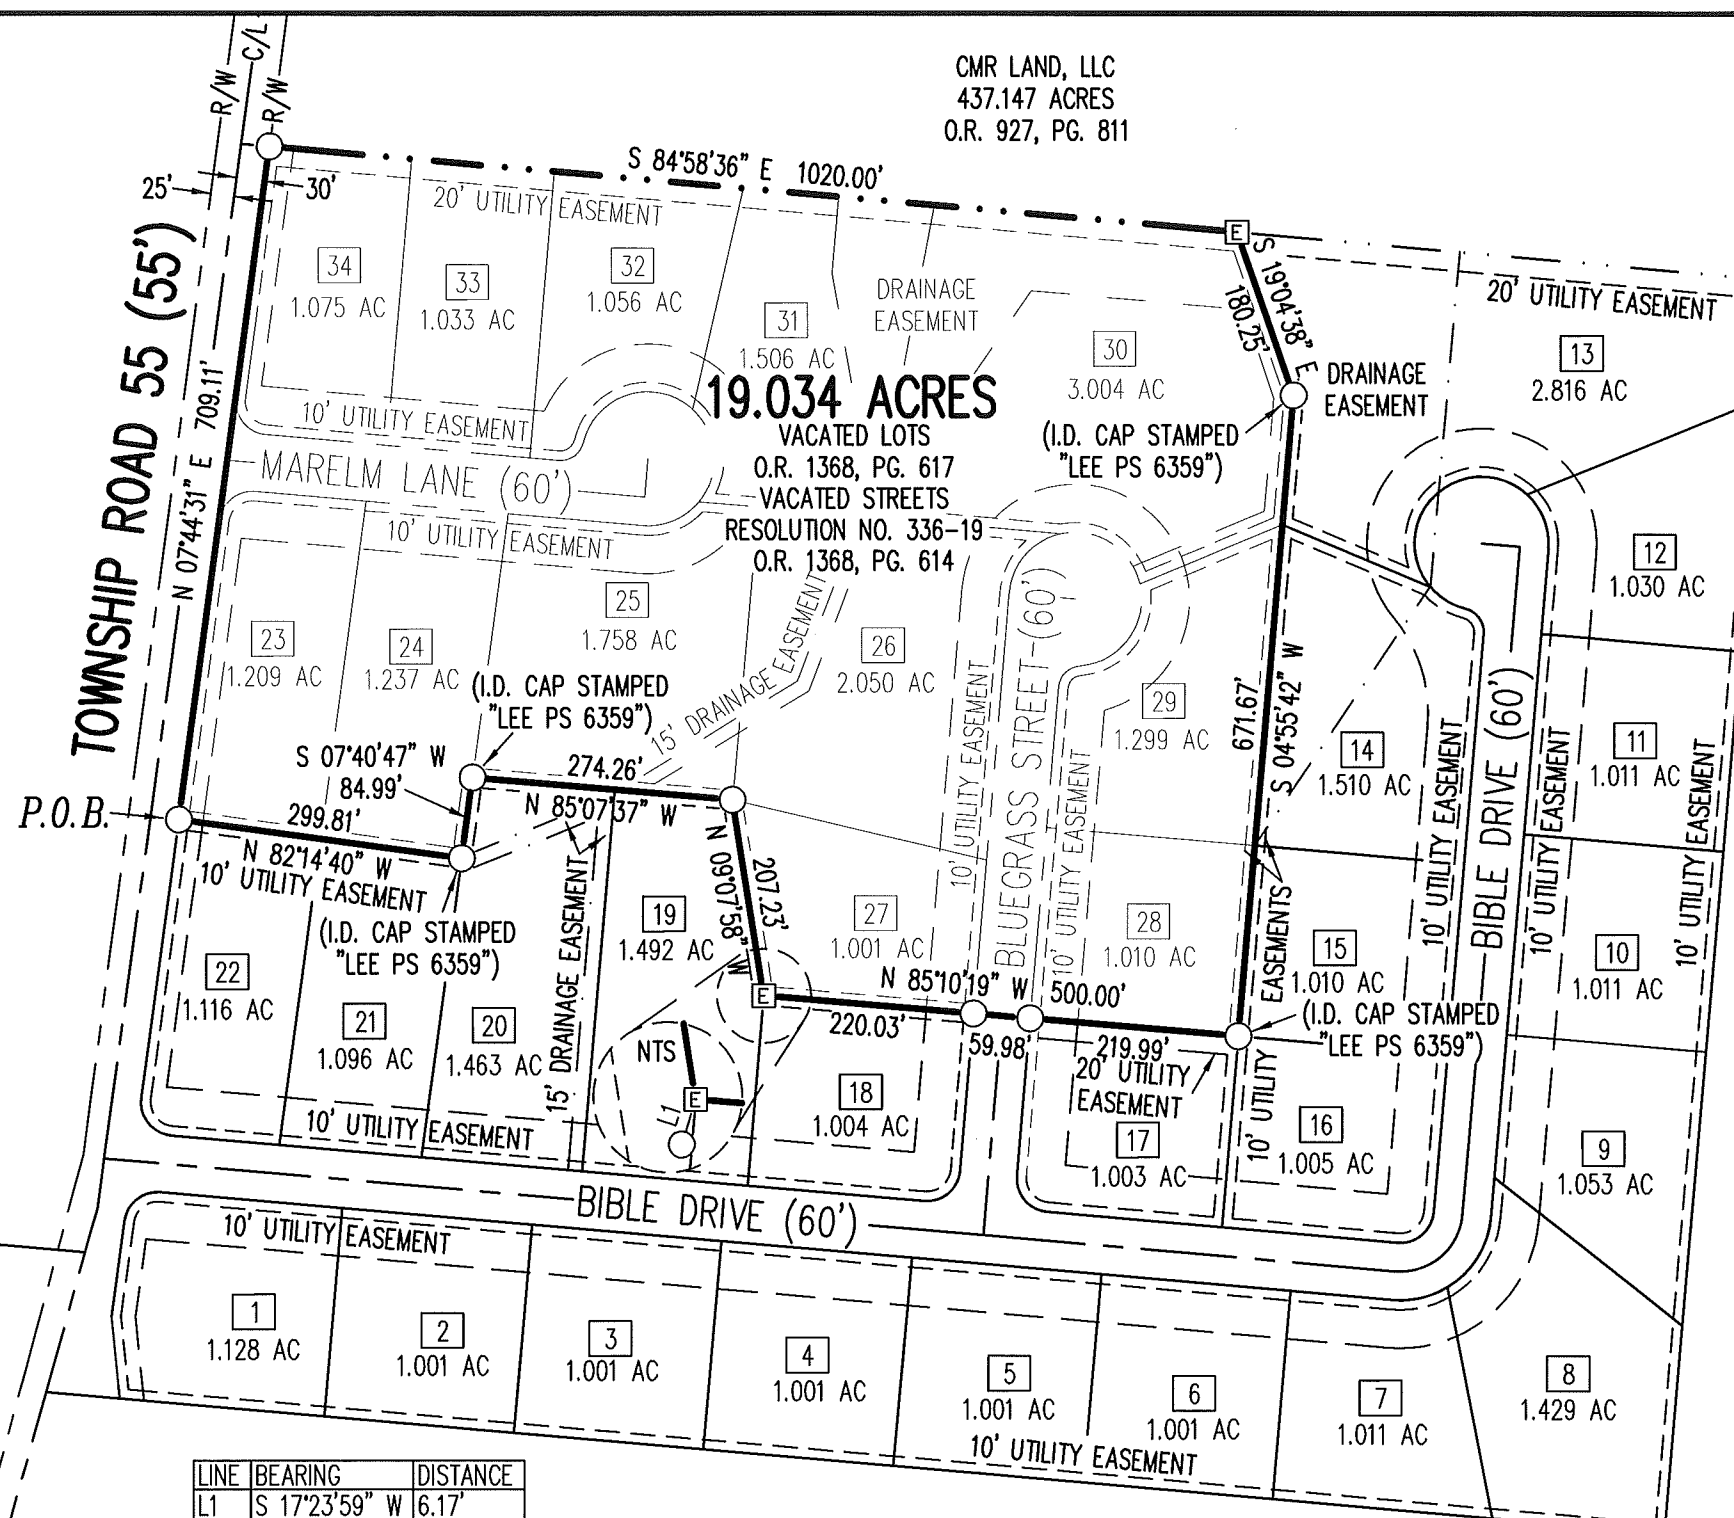 R/W
C/L
R/W
CMR LAND, LLC
437.147 ACRES
O.R. 927, PG. 811
25'
30'
S 84°58'36" E 1020.00'
20' UTILITY EASEMENT
TOWNSHIP ROAD 55 (55')
N 07°44'31" E 709.11'
34
1.075 AC
33
1.033 AC
32
1.056 AC
31
1.506 AC
DRAINAGE
EASEMENT
30
3.004 AC
S 19°04'38" E
180.25'
20' UTILITY EASEMENT
13
2.816 AC
DRAINAGE
EASEMENT
(I.D. CAP STAMPED
"LEE PS 6359")
19.034 ACRES
VACATED LOTS
O.R. 1368, PG. 617
VACATED STREETS
RESOLUTION NO. 336-19
O.R. 1368, PG. 614
10' UTILITY EASEMENT
MARELM LANE (60')
10' UTILITY EASEMENT
12
1.030 AC
23
1.209 AC
24
1.237 AC
25
1.758 AC
26
2.050 AC
15' DRAINAGE EASEMENT
BLUEGRASS STREET (60')
10' UTILITY EASEMENT
10' UTILITY EASEMENT
29
1.299 AC
671.67'
S 04°55'42" W
14
1.510 AC
10' UTILITY EASEMENT
BIBLE DRIVE (60')
10' UTILITY EASEMENT
11
1.011 AC
10' UTILITY EASEMENT
(I.D. CAP STAMPED
"LEE PS 6359")
S 07°40'47" W
84.99'
274.26'
N 85°07'37" W
P.O.B.
299.81'
N 82°14'40" W
10' UTILITY EASEMENT
(I.D. CAP STAMPED
"LEE PS 6359")
207.23'
N 09°07'58" W
19
1.492 AC
15' DRAINAGE EASEMENT
27
1.001 AC
28
1.010 AC
N 85°10'19" W 500.00'
220.03'
59.98'
219.99'
20' UTILITY
EASEMENT
10' UTILITY EASEMENTS
15
1.010 AC
(I.D. CAP STAMPED
"LEE PS 6359")
10
1.011 AC
22
1.116 AC
21
1.096 AC
20
1.463 AC
NTS
E
E
E
L1
18
1.004 AC
17
1.003 AC
16
1.005 AC
9
1.053 AC
10' UTILITY EASEMENT
BIBLE DRIVE (60')
10' UTILITY EASEMENT
1
1.128 AC
2
1.001 AC
3
1.001 AC
4
1.001 AC
5
1.001 AC
6
1.001 AC
7
1.011 AC
8
1.429 AC
10' UTILITY EASEMENT
LINE BEARING DISTANCE
L1 S 17°23'59" W 6.17'